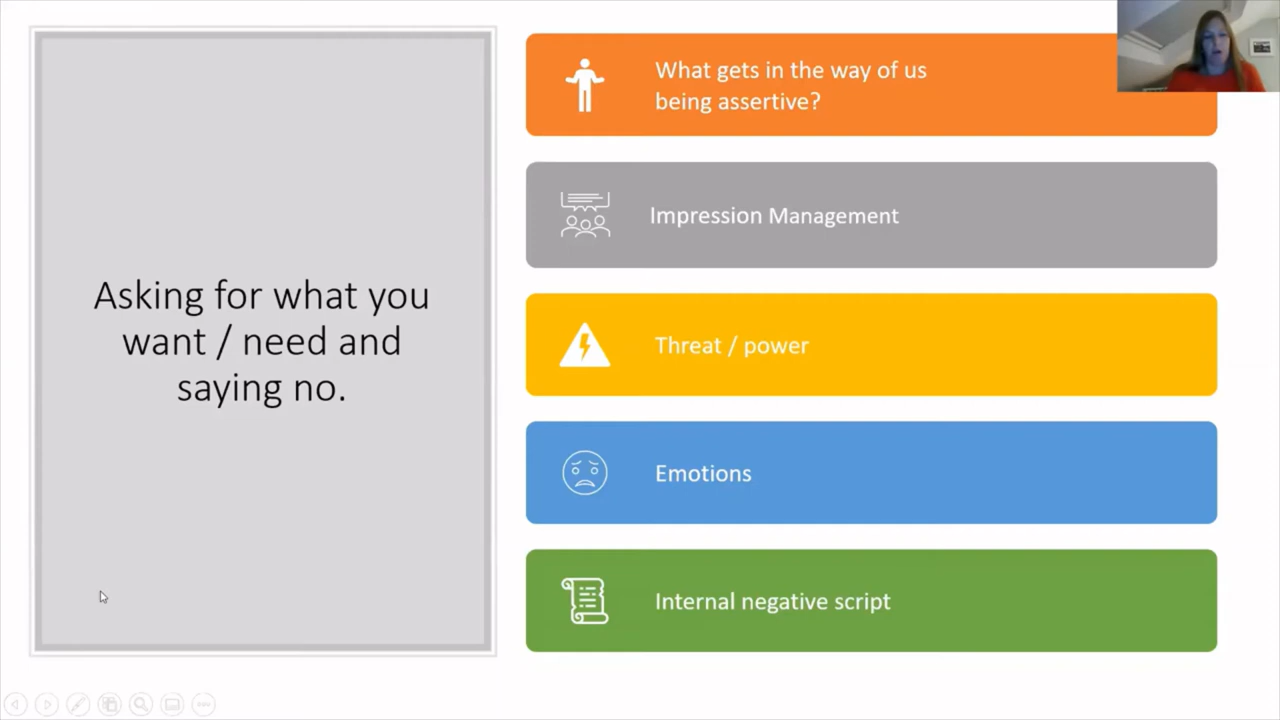 Asking for what you
want / need and
saying no.
What gets in the way of us
being assertive?
Impression Management
Threat / power
Emotions
Internal negative script